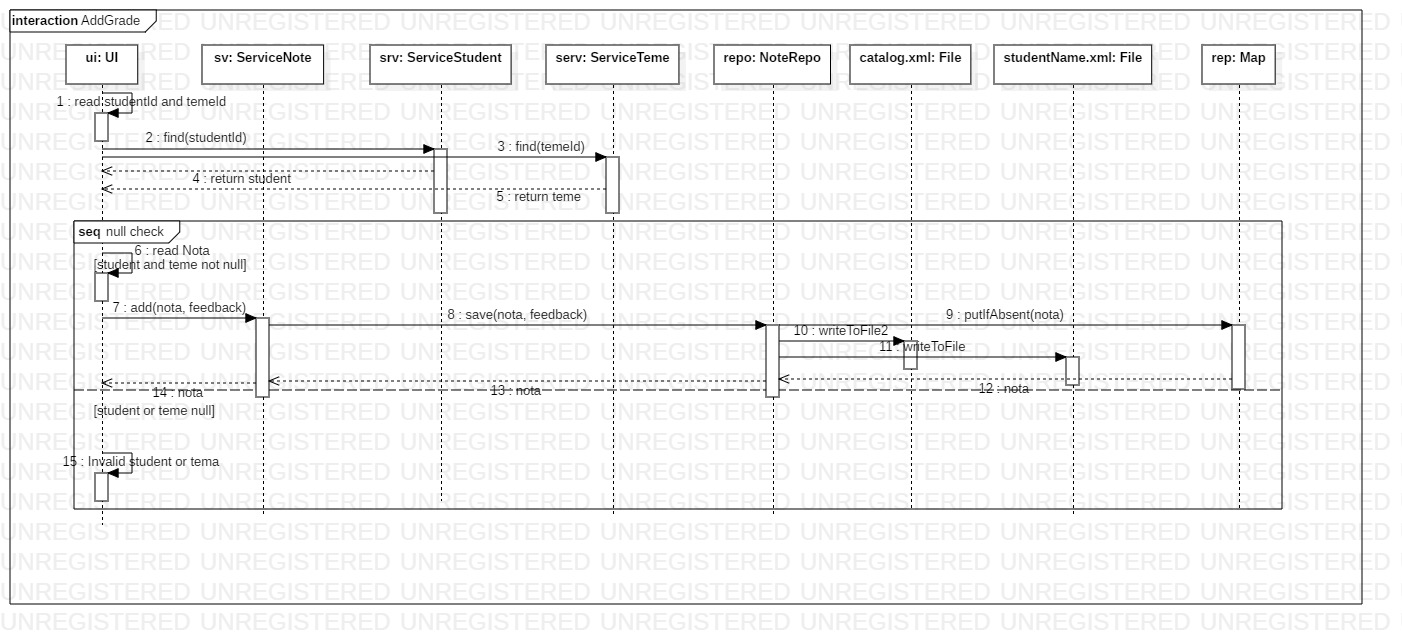 interaction AddGrade
ui: UI
sv: ServiceNote
srv: ServiceStudent
serv: ServiceTeme
repo: NoteRepo
catalog.xml: File
studentName.xml: File
rep: Map
1 : read studentId and temeId
2 : find(studentId)
3 : find(temeId)
4 : return student
5 : return teme
seq null check
6 : read Nota
[student and teme not null]
7 : add(nota, feedback)
8 : save(nota, feedback)
9 : putIfAbsent(nota)
10 : writeToFile2
11 : writeToFile
12 : nota
13 : nota
14 : nota
[student or teme null]
15 : Invalid student or tema
UNREGISTERED UNREGISTERED UNREGISTERED UNREGISTERED UNREGISTERED UNREGISTERED UNREGISTERED